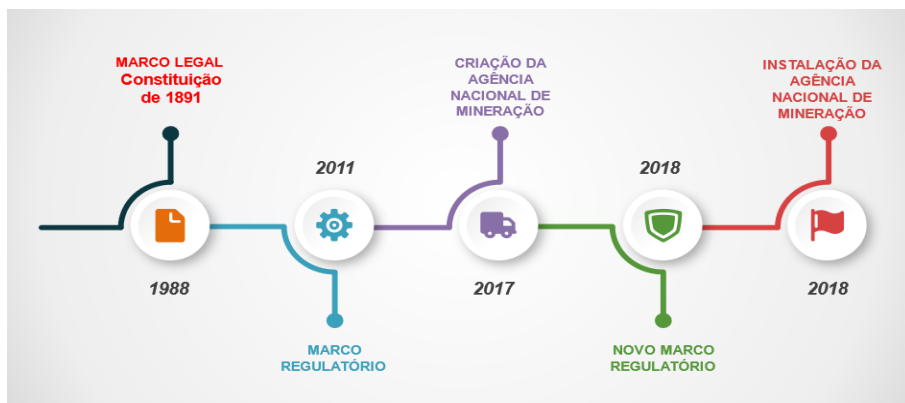 MARCO LEGAL
Constituição
de 1891
1988
2011
MARCO
REGULATÓRIO
CRIAÇÃO DA
AGÊNCIA
NACIONAL DE
MINERAÇÃO
2017
2018
NOVO MARCO
REGULATÓRIO
INSTALAÇÃO DA
AGÊNCIA
NACIONAL DE
MINERAÇÃO
2018